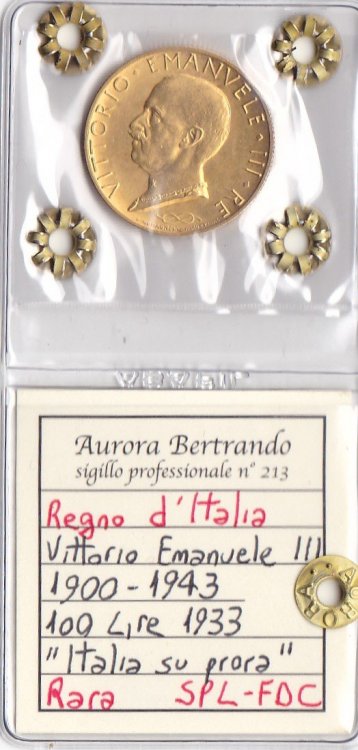 VITTORIO · EMANVELE · III · RE
Aurora Bertrando
sigillo professionale n° 213
Regno d'Italia
Vittorio Emanuele III
1900 - 1943
100 Lire 1933
"Italia su prora"
Rara SPL-FDC
AURORA